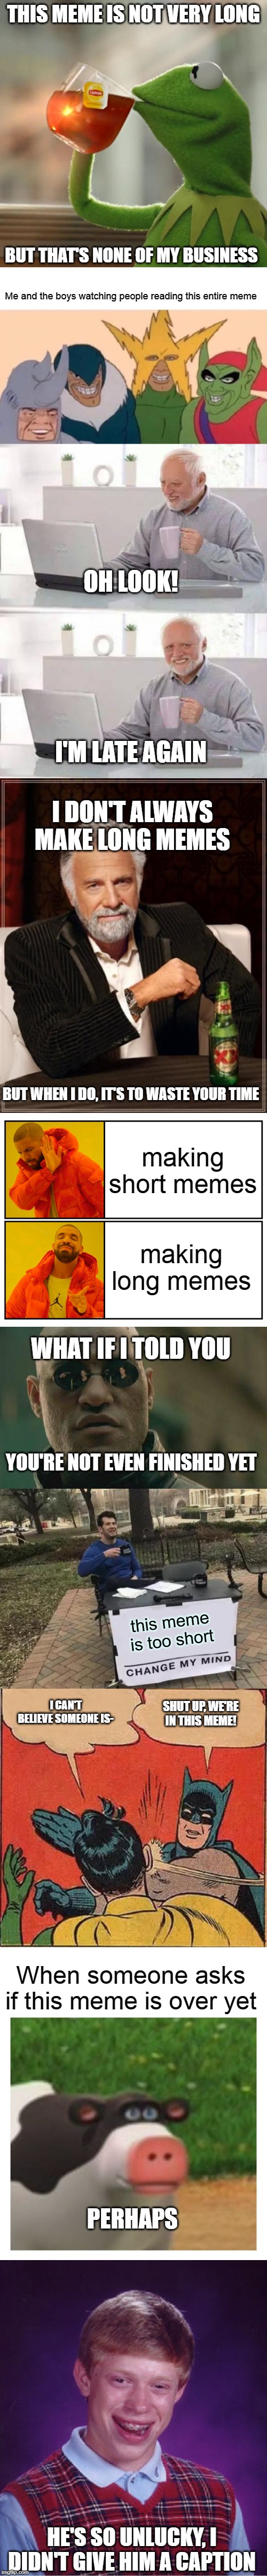 THIS MEME IS NOT VERY LONG
Lipton
BUT THAT'S NONE OF MY BUSINESS
Me and the boys watching people reading this entire meme
OH LOOK!
I'M LATE AGAIN
I DON'T ALWAYS
MAKE LONG MEMES
XX
BUT WHEN I DO, IT'S TO WASTE YOUR TIME
making
short memes
making
long memes
WHAT IF I TOLD YOU
YOU'RE NOT EVEN FINISHED YET
this meme
is too short
CHANGE MY MIND
I CAN'T
BELIEVE SOMEONE IS-
SHUT UP, WE'RE
IN THIS MEME!
When someone asks
if this meme is over yet
PERHAPS
HE'S SO UNLUCKY, I
DIDN'T GIVE HIM A CAPTION
imgflip.com